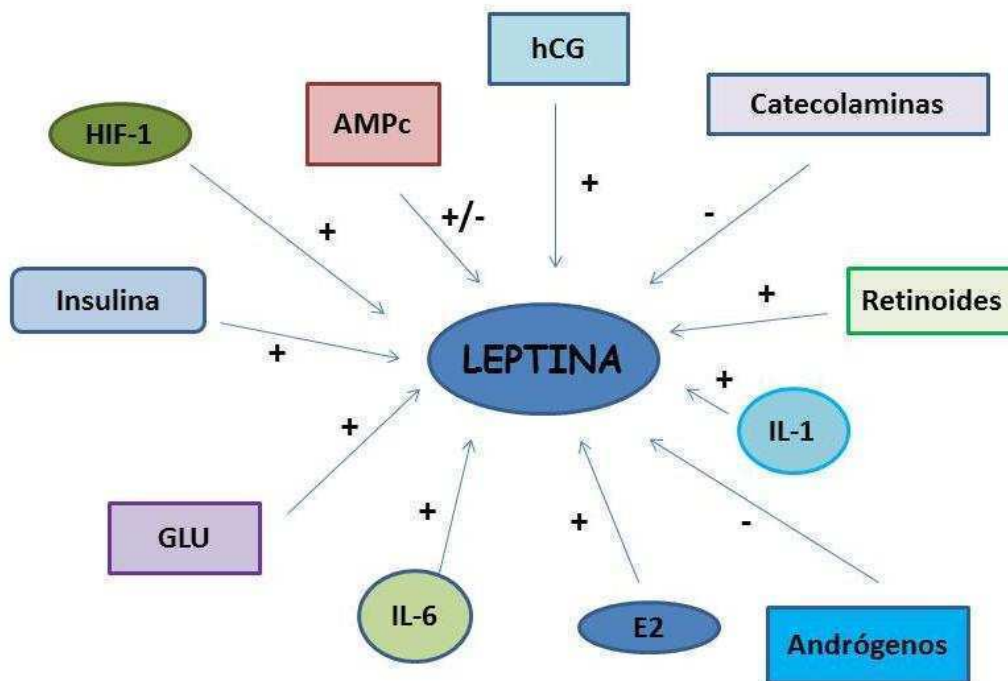 hCG
AMPc
Catecolaminas
HIF-1
+
+/-
+
-
Insulina
+
LEPTINA
+
Retinoides
+
IL-1
+
GLU
+
IL-6
+
E2
-
Andrógenos